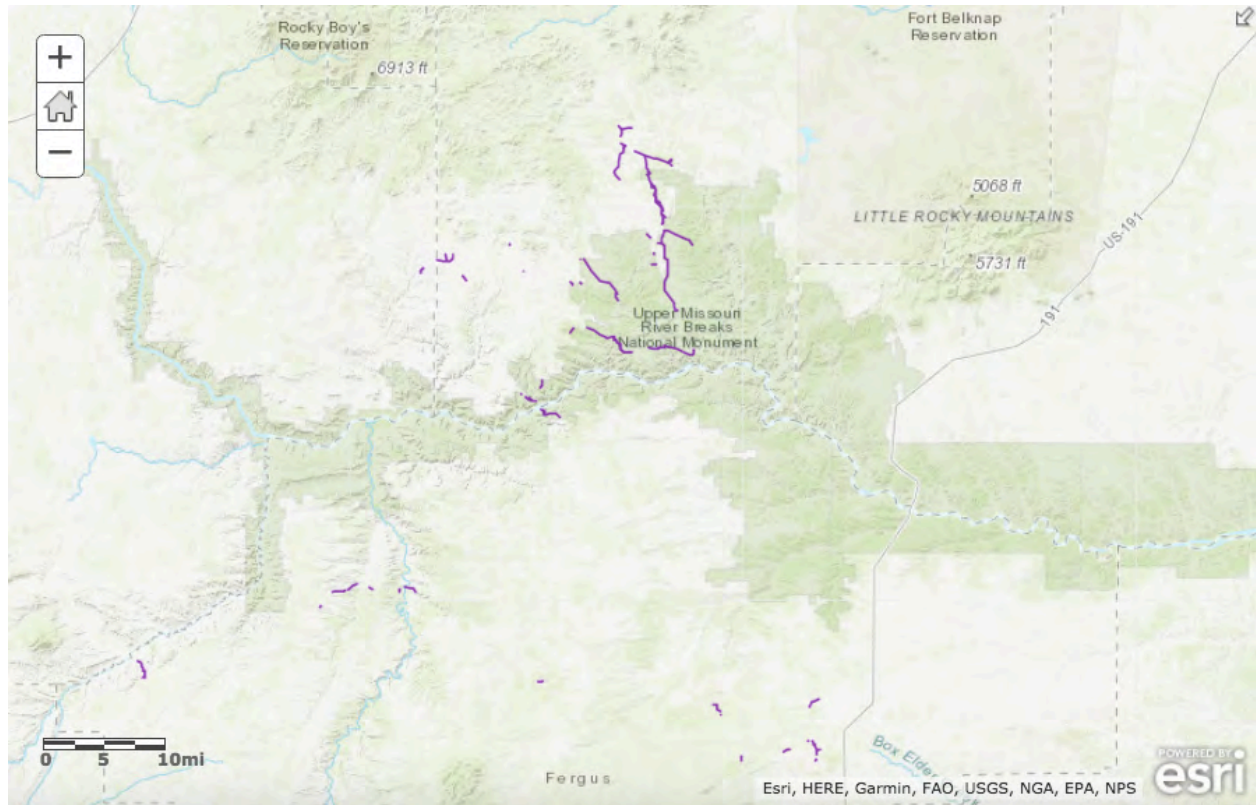 Rocky Boy's
Reservation
Fort Belknap
Reservation
+
6913 ft
−
5068 ft
LITTLE ROCKY MOUNTAINS
US-191
5731 ft
191
Upper Missouri
River Breaks
National Monument
0 5 10mi
Fergus
Box Elder
POWERED BY
esri
Esri, HERE, Garmin, FAO, USGS, NGA, EPA, NPS